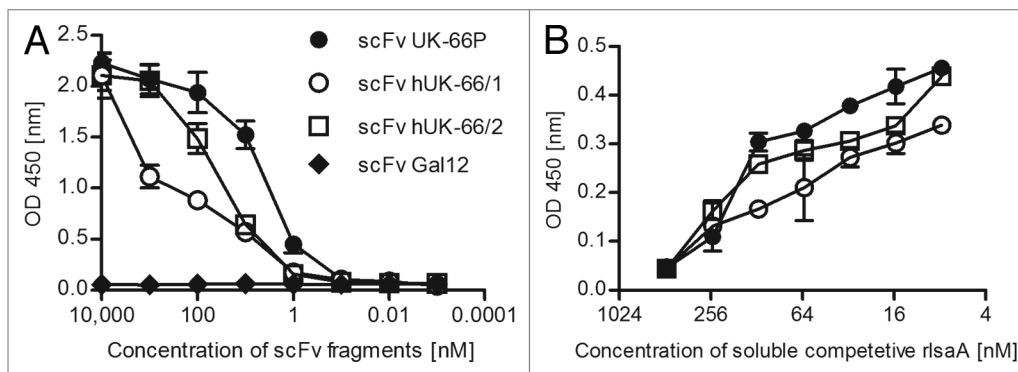 A
2.5
2.0
1.5
1.0
0.5
0.0
OD 450 [nm]
10,000 100 1 0.01 0.0001
Concentration of scFv fragments [nM]
scFv UK-66P
scFv hUK-66/1
scFv hUK-66/2
scFv Gal12
B
0.5
0.4
0.3
0.2
0.1
0.0
OD 450 [nm]
1024 256 64 16 4
Concentration of soluble competetive rIsaA [nM]